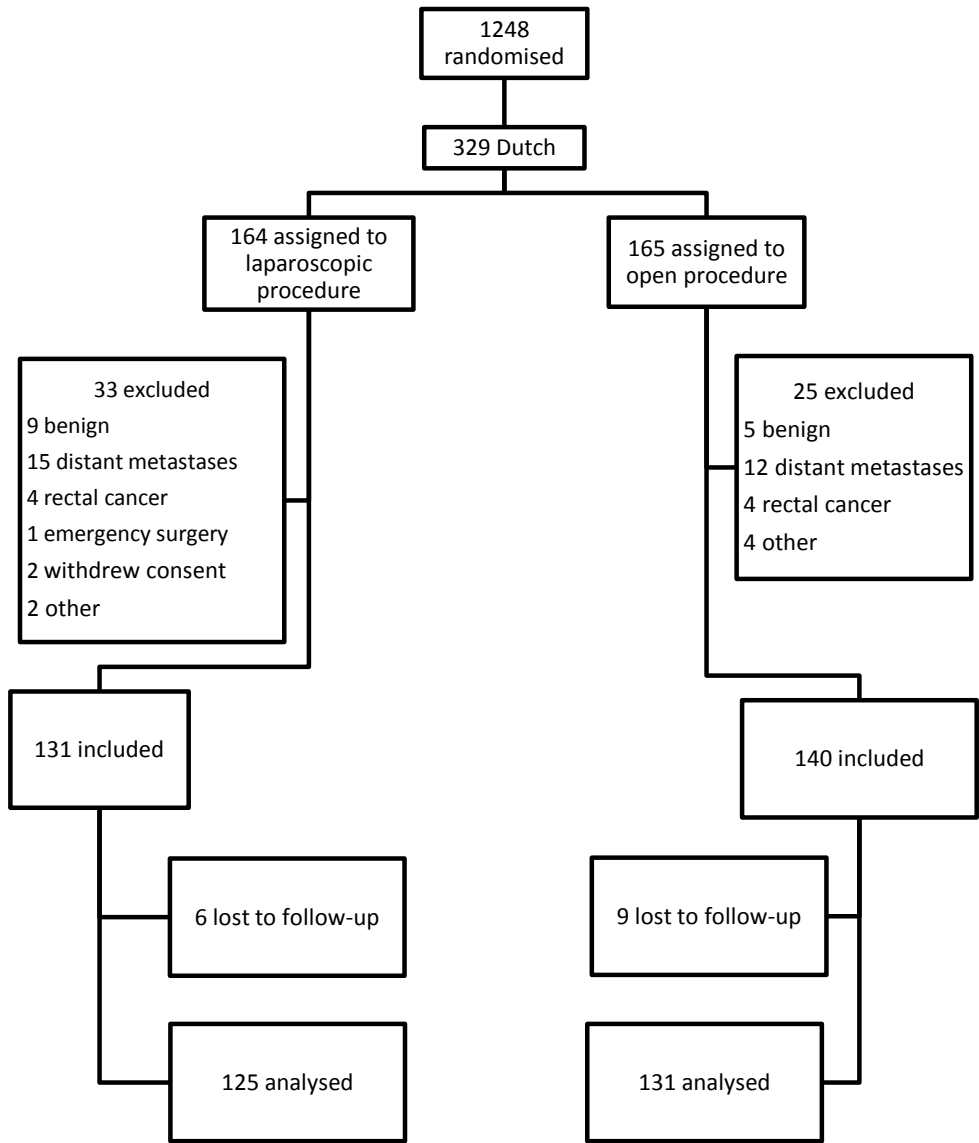 1248
randomised
329 Dutch
164 assigned to
laparoscopic
procedure
165 assigned to
open procedure
33 excluded
9 benign
15 distant metastases
4 rectal cancer
1 emergency surgery
2 withdrew consent
2 other
25 excluded
5 benign
12 distant metastases
4 rectal cancer
4 other
131 included
140 included
6 lost to follow-up
9 lost to follow-up
125 analysed
131 analysed